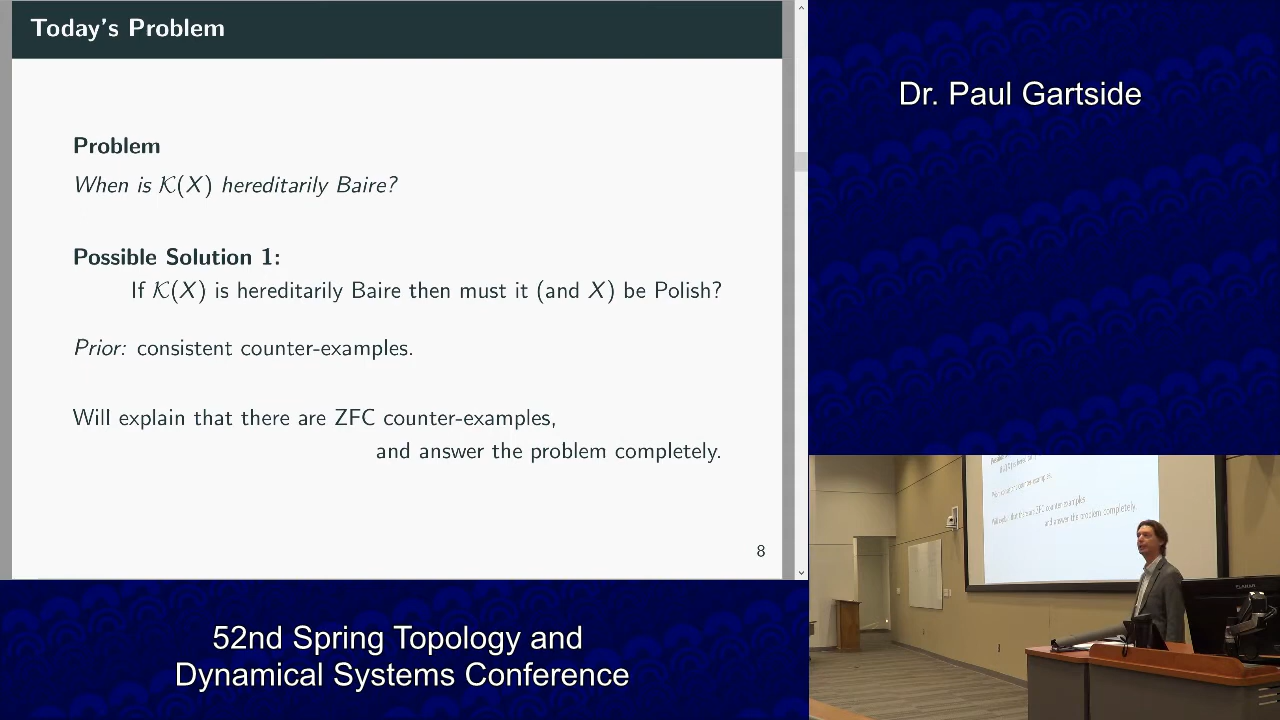 Today's Problem
Problem
When is K(X) hereditarily Baire?
Possible Solution 1:
If K(X) is hereditarily Baire then must it (and X) be Polish?
Prior: consistent counter-examples.
Will explain that there are ZFC counter-examples,
and answer the problem completely.
8
Dr. Paul Gartside
52nd Spring Topology and
Dynamical Systems Conference